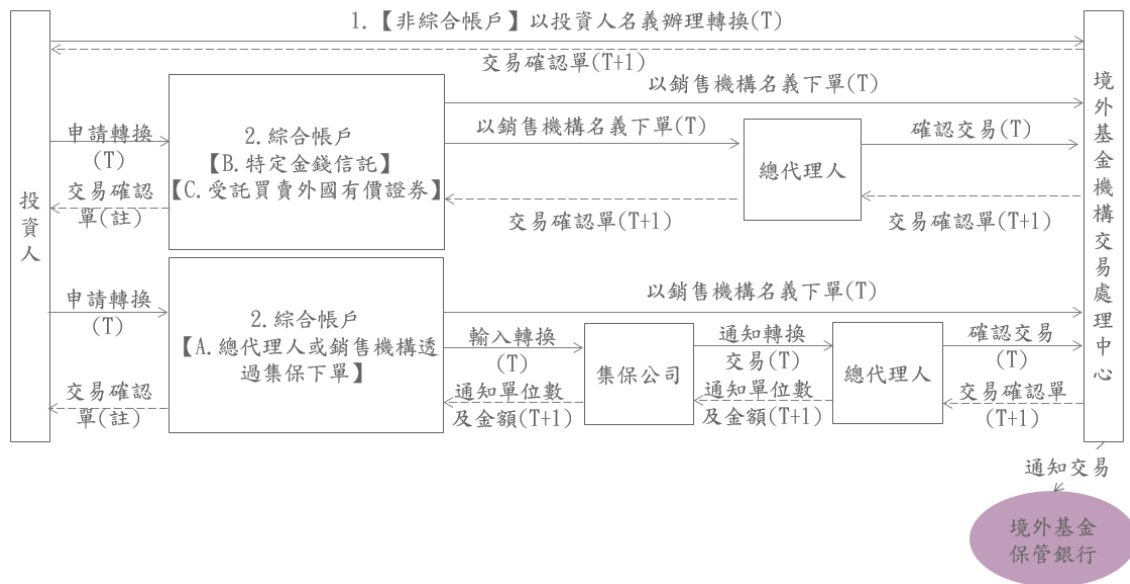 1.【非綜合帳戶】以投資人名義辦理轉換(T)
交易確認單(T+1)
投資人
境外基金機構交易處理中心
以銷售機構名義下單(T)
申請轉換
(T)
交易確認
單(註)
2.綜合帳戶
【B.特定金錢信託】
【C.受託買賣外國有價證券】
以銷售機構名義下單(T)
交易確認單(T+1)
總代理人
確認交易(T)
交易確認單(T+1)
申請轉換
(T)
交易確認
單(註)
2.綜合帳戶
【A.總代理人或銷售機構透
過集保下單】
以銷售機構名義下單(T)
輸入轉換
(T)
通知單位數
及金額(T+1)
集保公司
通知轉換
交易(T)
通知單位數
及金額(T+1)
總代理人
確認交易
(T)
交易確認單
(T+1)
通知交易
境外基金
保管銀行